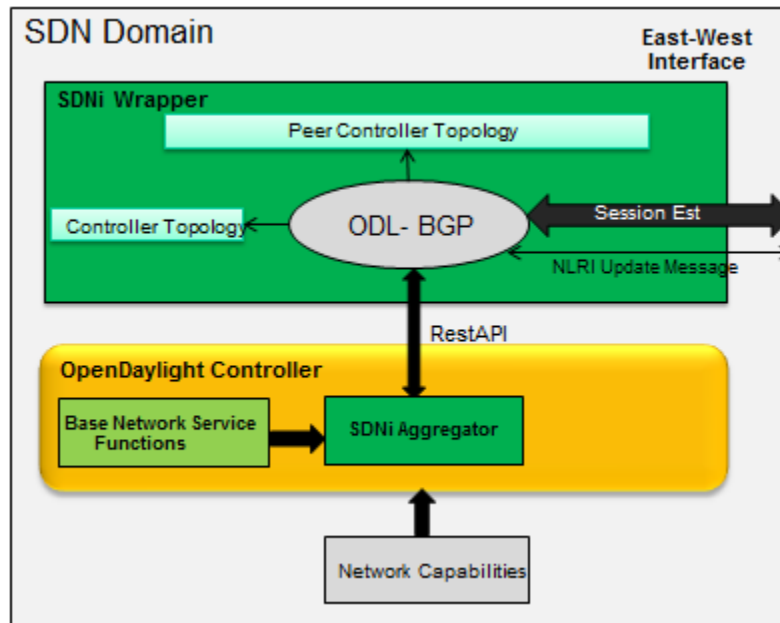 SDN Domain
East-West
Interface
SDNi Wrapper
Peer Controller Topology
Controller Topology
ODL- BGP
Session Est
NLRI Update Message
RestAPI
OpenDaylight Controller
Base Network Service
Functions
SDNi Aggregator
Network Capabilities